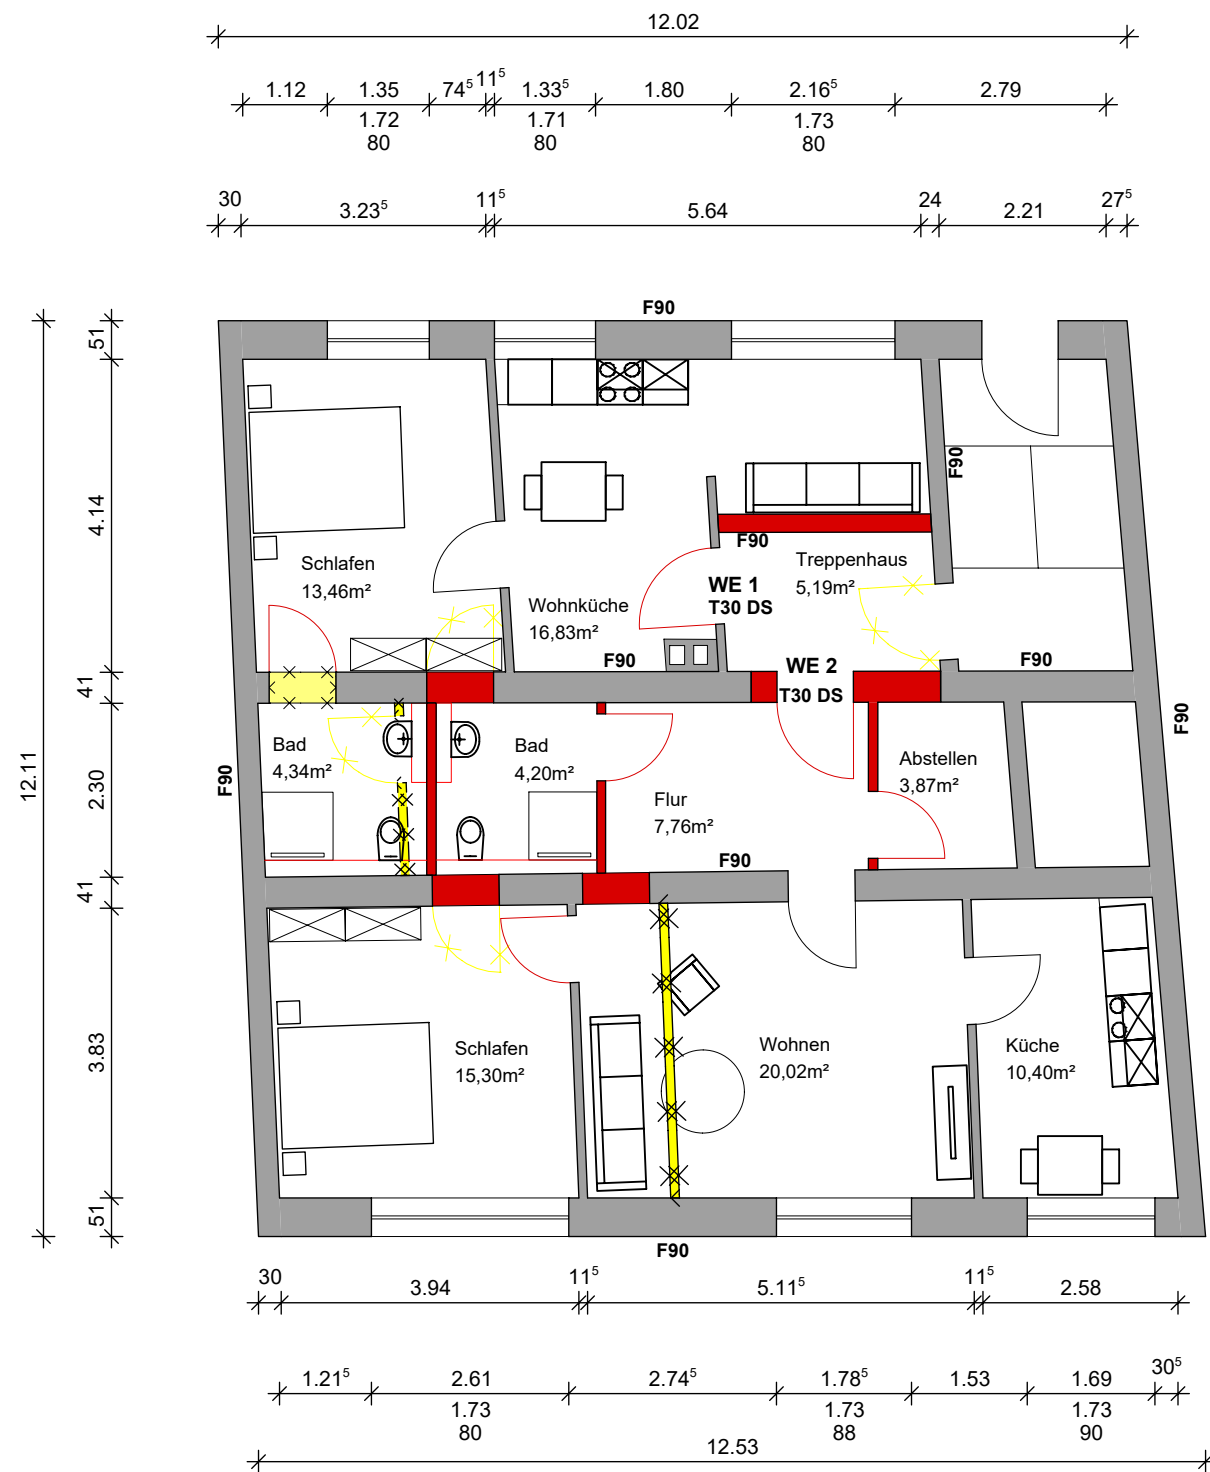 12.02
1.12 1.35 74⁵ 11⁵ 1.33⁵ 1.80 2.16⁵ 2.79
1.72 1.71 1.73
80 80 80
30 3.23⁵ 11⁵ 5.64 24 2.21 27⁵
F90
51
4.14
41
2.30
41
3.83
51
12.11
F90
F90
Schlafen
13,46m²
Wohnküche
16,83m²
WE 1
T30 DS
Treppenhaus
5,19m²
F90
WE 2
T30 DS
F90
F90
F90
Bad
4,34m²
Bad
4,20m²
Flur
7,76m²
Abstellen
3,87m²
F90
Schlafen
15,30m²
Wohnen
20,02m²
Küche
10,40m²
F90
30 3.94 11⁵ 5.11⁵ 11⁵ 2.58
1.21⁵ 2.61 2.74⁵ 1.78⁵ 1.53 1.69 30⁵
1.73 1.73 1.73
80 88 90
12.53